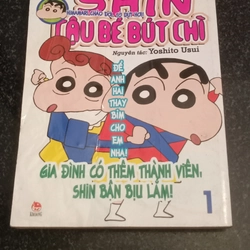 SHIN
CẬU BÉ BÚT CHÌ
Nguyên tác: Yoshito Usui
ĐỂ
ANH
HAI
THAY
BỈM
CHO
EM
NHA!
GIA ĐÌNH CÓ THÊM THÀNH VIÊN,
SHIN BẬN BỊU LẮM!
1